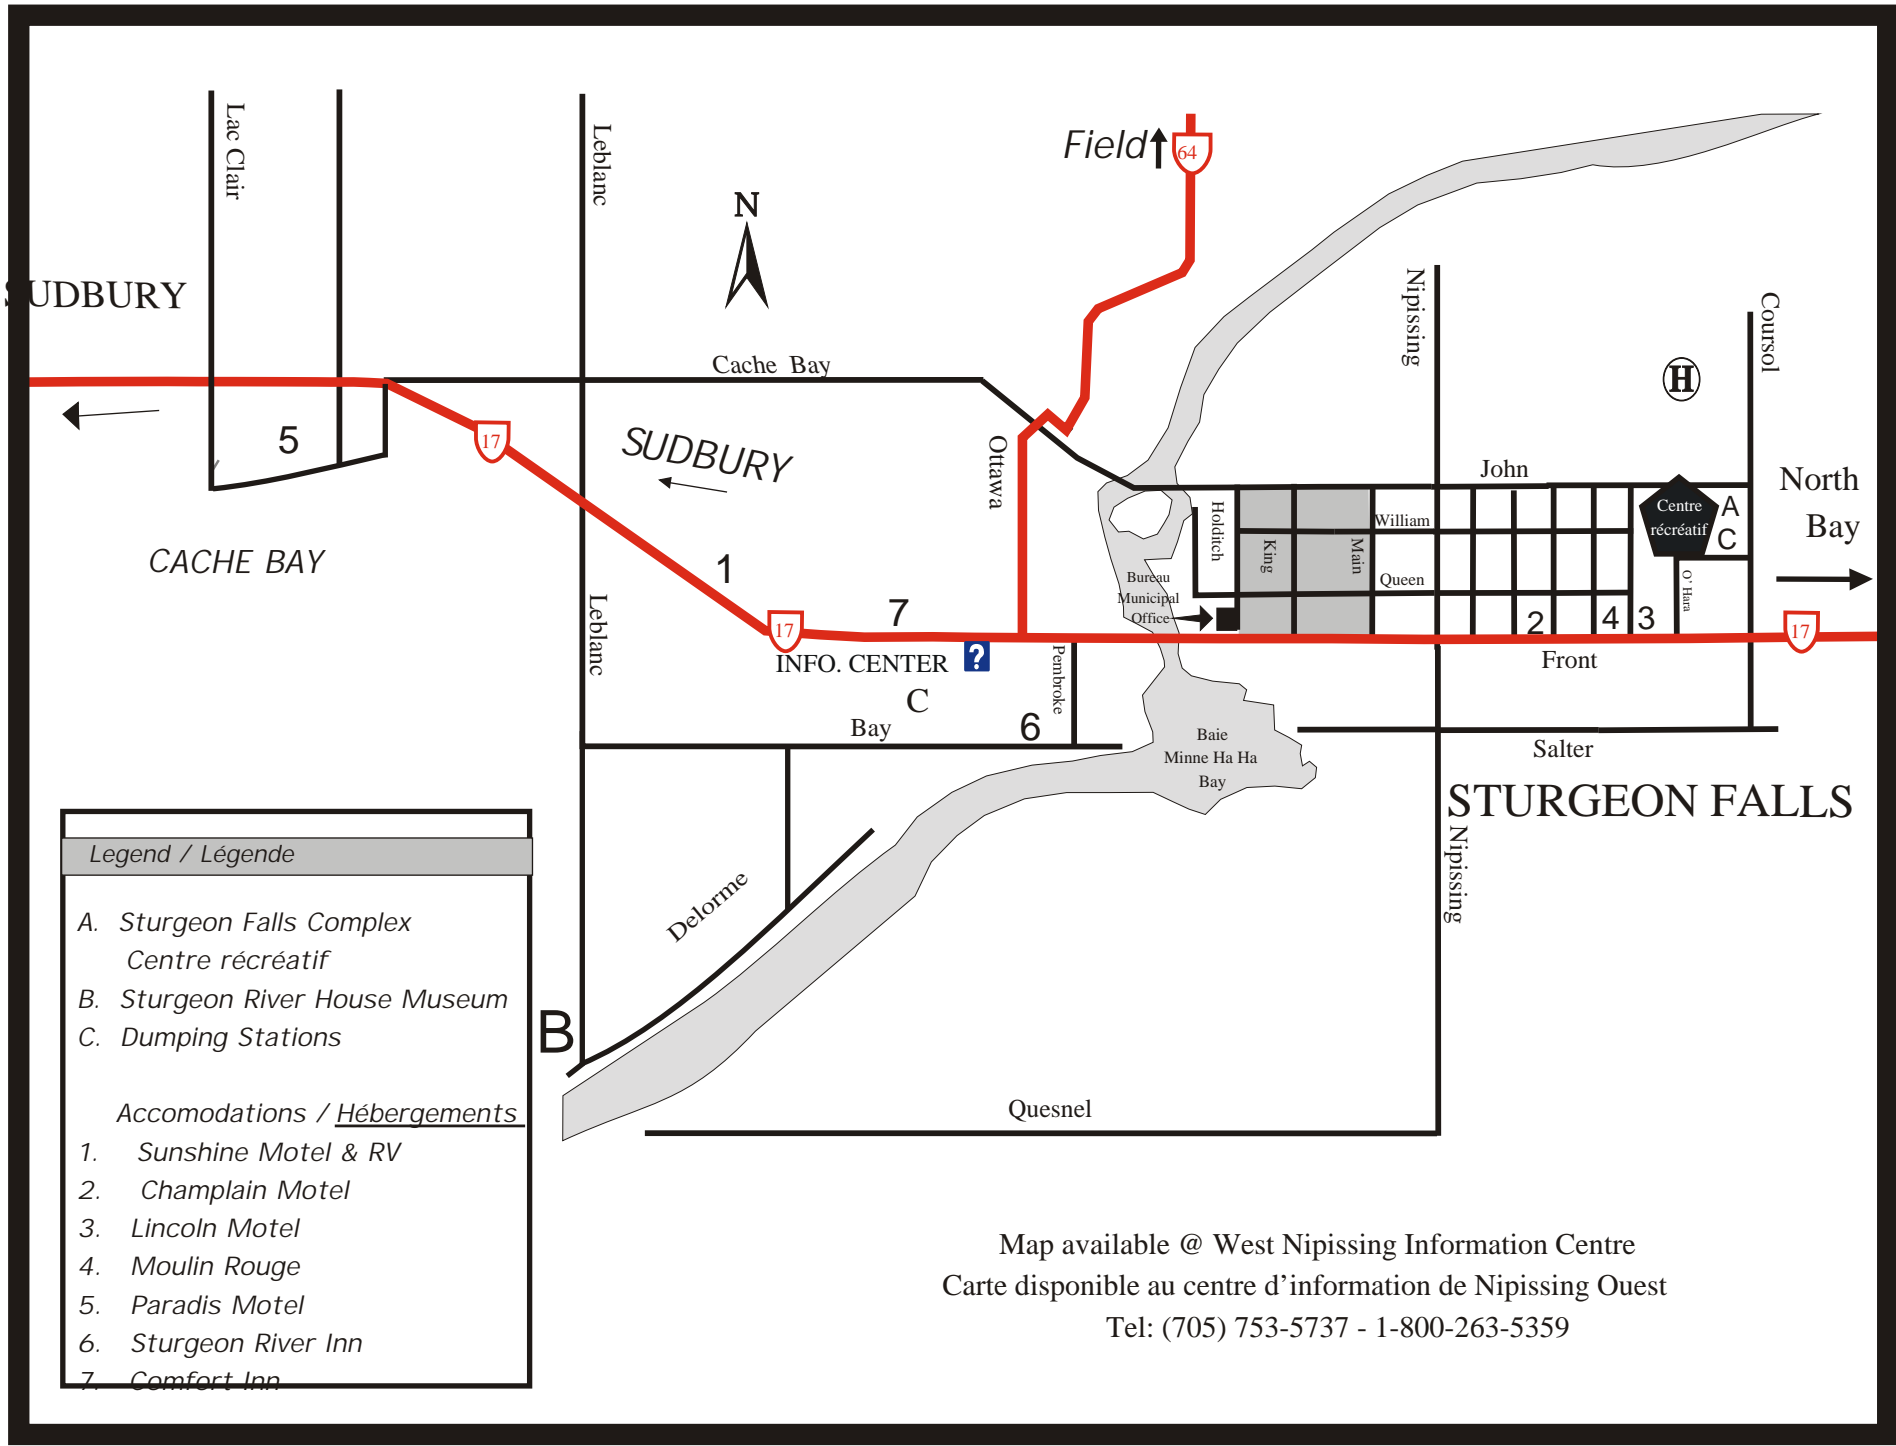 Lac Clair
Leblanc
N
Field
64
SUDBURY
Nipissing
Coursol
H
Cache Bay
17
SUDBURY
5
Ottawa
John
North
Bay
CACHE BAY
Holditch
King
Main
William
Queen
Centre
récréatif
A
C
O' Hara
1
7
Leblanc
17
INFO. CENTER
?
C
Bay
6
Pembroke
Bureau
Municipal
Office
2
4
3
17
Front
Baie
Minne Ha Ha
Bay
Salter
STURGEON FALLS
Nipissing
Delorme
B
Quesnel
Legend / Légende
A. Sturgeon Falls Complex
Centre récréatif
B. Sturgeon River House Museum
C. Dumping Stations
Accomodations / Hébergements
1. Sunshine Motel & RV
2. Champlain Motel
3. Lincoln Motel
4. Moulin Rouge
5. Paradis Motel
6. Sturgeon River Inn
7. Comfort Inn
Map available @ West Nipissing Information Centre
Carte disponible au centre d'information de Nipissing Ouest
Tel: (705) 753-5737 - 1-800-263-5359